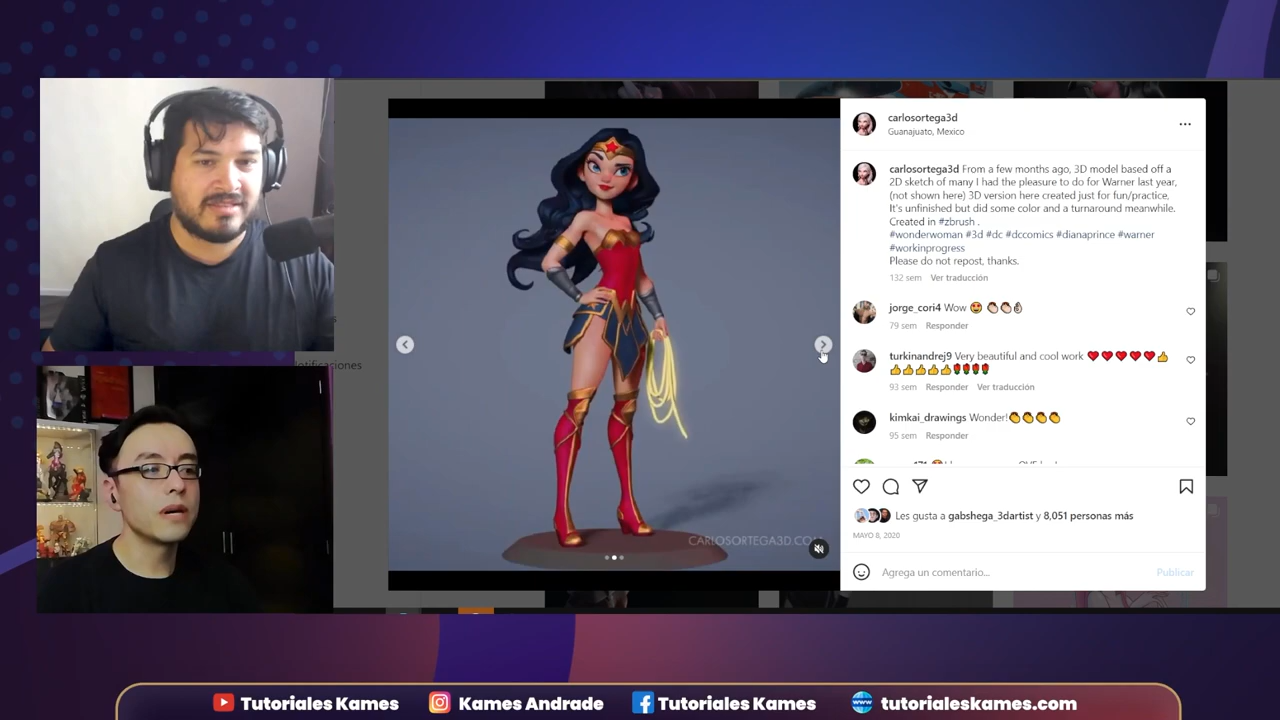 carlosortega3d
Guanajuato, Mexico
carlosortega3d From a few months ago, 3D model based off a
2D sketch of many I had the pleasure to do for Warner last year,
(not shown here) 3D version here created just for fun/practice,
It's unfinished but did some color and a turnaround meanwhile.
Created in #zbrush .
#wonderwoman #3d #dc #dccomics #dianaprince #warner
#workinprogress
Please do not repost, thanks.
132 sem Ver traducción
jorge_cori4 Wow 😍 👏🏻👏🏻👌🏻
79 sem Responder
turkinandrej9 Very beautiful and cool work ❤❤❤❤❤👍
👍👍👍👍👍🌹🌹🌹🌹
93 sem Responder Ver traducción
kimkai_drawings Wonder!👏👏👏👏
95 sem Responder
Les gusta a gabshega_3dartist y 8,051 personas más
MAYO 8, 2020
Agrega un comentario...
Publicar
otificaciones
CARLOSORTEGA3D.CO
Tutoriales Kames
Kames Andrade
Tutoriales Kames
tutorialeskames.com